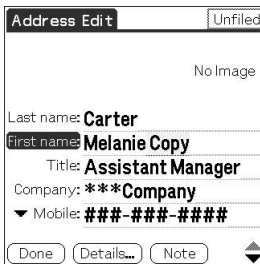 Address Edit Unfiled
No Image
Last name: Carter
First name: Melanie Copy
Title: Assistant Manager
Company: ***Company
Mobile: ###-###-####
Done Details... Note